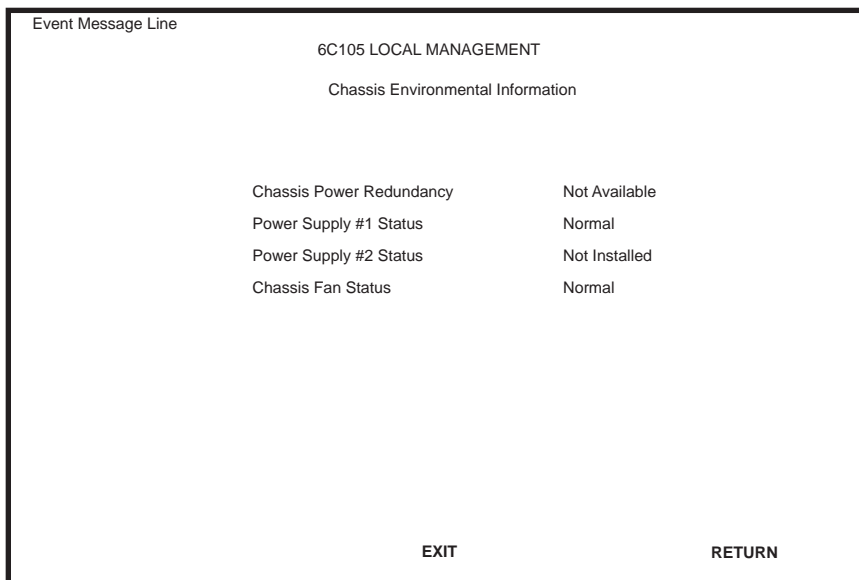 Event Message Line
6C105 LOCAL MANAGEMENT
Chassis Environmental Information
Chassis Power Redundancy Not Available
Power Supply #1 Status Normal
Power Supply #2 Status Not Installed
Chassis Fan Status Normal
EXIT RETURN